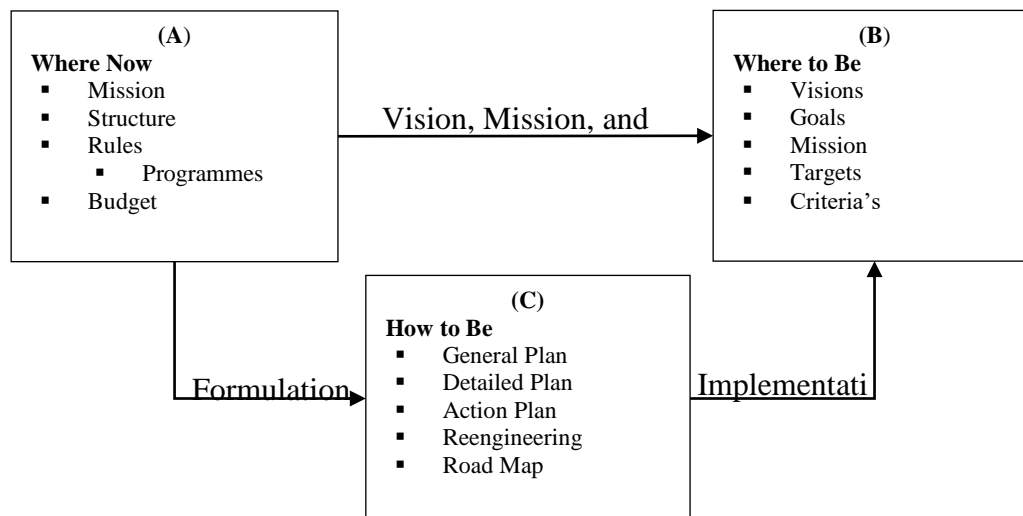 (A)
Where Now
▪ Mission
▪ Structure
▪ Rules
▪ Programmes
▪ Budget
Vision, Mission, and
(B)
Where to Be
▪ Visions
▪ Goals
▪ Mission
▪ Targets
▪ Criteria’s
Formulation
(C)
How to Be
▪ General Plan
▪ Detailed Plan
▪ Action Plan
▪ Reengineering
▪ Road Map
Implementati